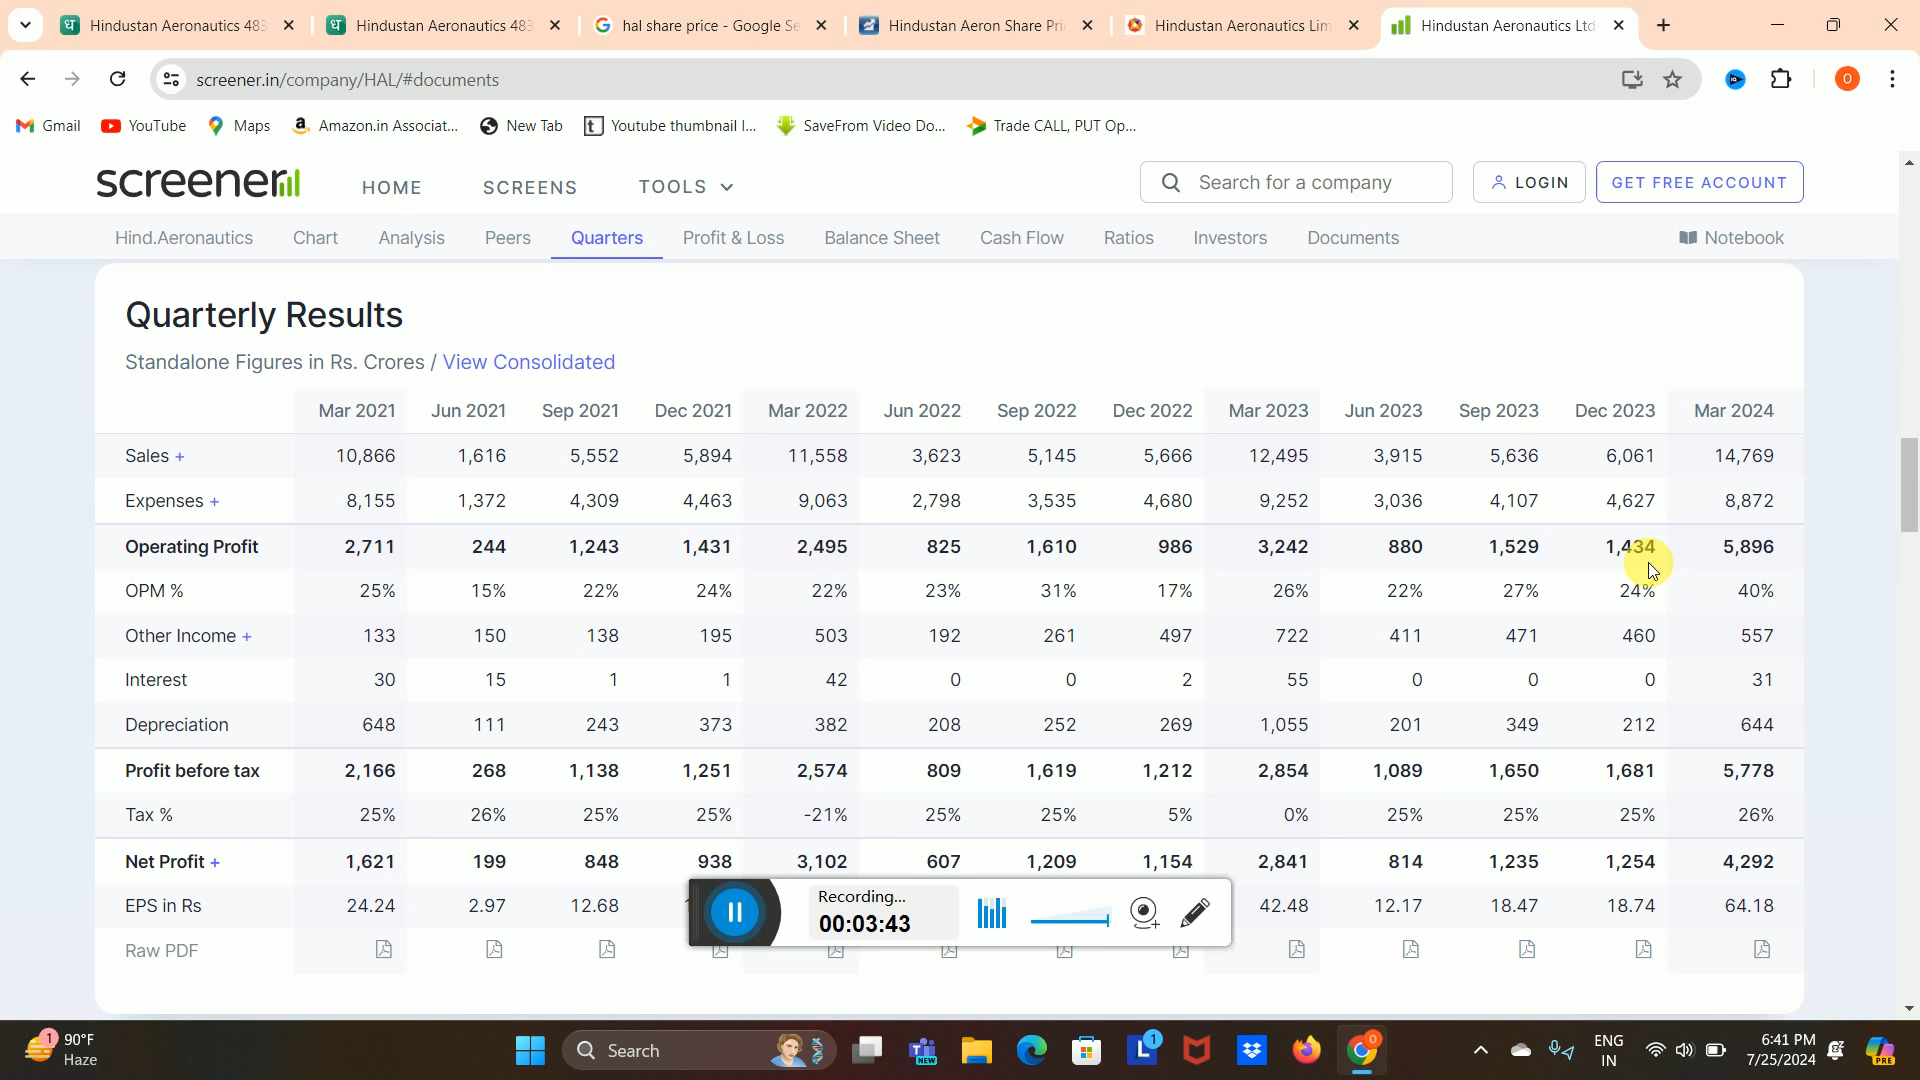 Hindustan Aeronautics 483 Hindustan Aeronautics 483 hal share price - Google Se Hindustan Aeron Share Pri Hindustan Aeronautics Lim Hindustan Aeronautics Ltd
screener.in/company/HAL/#documents O
Gmail YouTube Maps Amazon.in Associat... New Tab Youtube thumbnail I... SaveFrom Video Do... Trade CALL, PUT Op...
screener HOME SCREENS TOOLS Search for a company LOGIN GET FREE ACCOUNT
Hind.Aeronautics Chart Analysis Peers Quarters Profit & Loss Balance Sheet Cash Flow Ratios Investors Documents Notebook
Quarterly Results
Standalone Figures in Rs. Crores / View Consolidated
Mar 2021 Jun 2021 Sep 2021 Dec 2021 Mar 2022 Jun 2022 Sep 2022 Dec 2022 Mar 2023 Jun 2023 Sep 2023 Dec 2023 Mar 2024
Sales + 10,866 1,616 5,552 5,894 11,558 3,623 5,145 5,666 12,495 3,915 5,636 6,061 14,769
Expenses + 8,155 1,372 4,309 4,463 9,063 2,798 3,535 4,680 9,252 3,036 4,107 4,627 8,872
Operating Profit 2,711 244 1,243 1,431 2,495 825 1,610 986 3,242 880 1,529 1,434 5,896
OPM % 25% 15% 22% 24% 22% 23% 31% 17% 26% 22% 27% 24% 40%
Other Income + 133 150 138 195 503 192 261 497 722 411 471 460 557
Interest 30 15 1 1 42 0 0 2 55 0 0 0 31
Depreciation 648 111 243 373 382 208 252 269 1,055 201 349 212 644
Profit before tax 2,166 268 1,138 1,251 2,574 809 1,619 1,212 2,854 1,089 1,650 1,681 5,778
Tax % 25% 26% 25% 25% -21% 25% 25% 5% 0% 25% 25% 25% 26%
Net Profit + 1,621 199 848 938 3,102 607 1,209 1,154 2,841 814 1,235 1,254 4,292
EPS in Rs 24.24 2.97 12.68 42.48 12.17 18.47 18.74 64.18
Recording...
00:03:43
Raw PDF
1 90°F
Haze
Search
NEW
L 1
ENG
IN
6:41 PM
7/25/2024
PRE